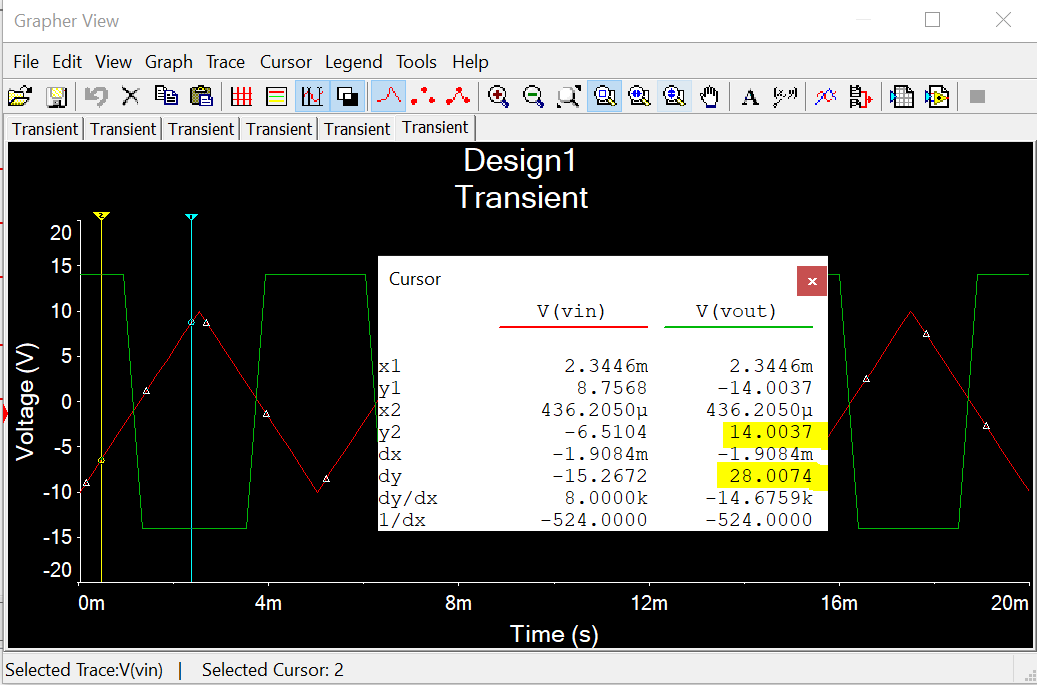 Grapher View
File Edit View Graph Trace Cursor Legend Tools Help
Transient Transient Transient Transient Transient Transient
Design1
Transient
2 1
Voltage (V)
20
15
10
5
0
-5
-10
-15
-20
0m 4m 8m 12m 16m 20m
Time (s)
Cursor x
V(vin) V(vout)
x1 2.3446m 2.3446m
y1 8.7568 -14.0037
x2 436.2050µ 436.2050µ
y2 -6.5104 14.0037
dx -1.9084m -1.9084m
dy -15.2672 28.0074
dy/dx 8.0000k -14.6759k
1/dx -524.0000 -524.0000
Selected Trace:V(vin) | Selected Cursor: 2